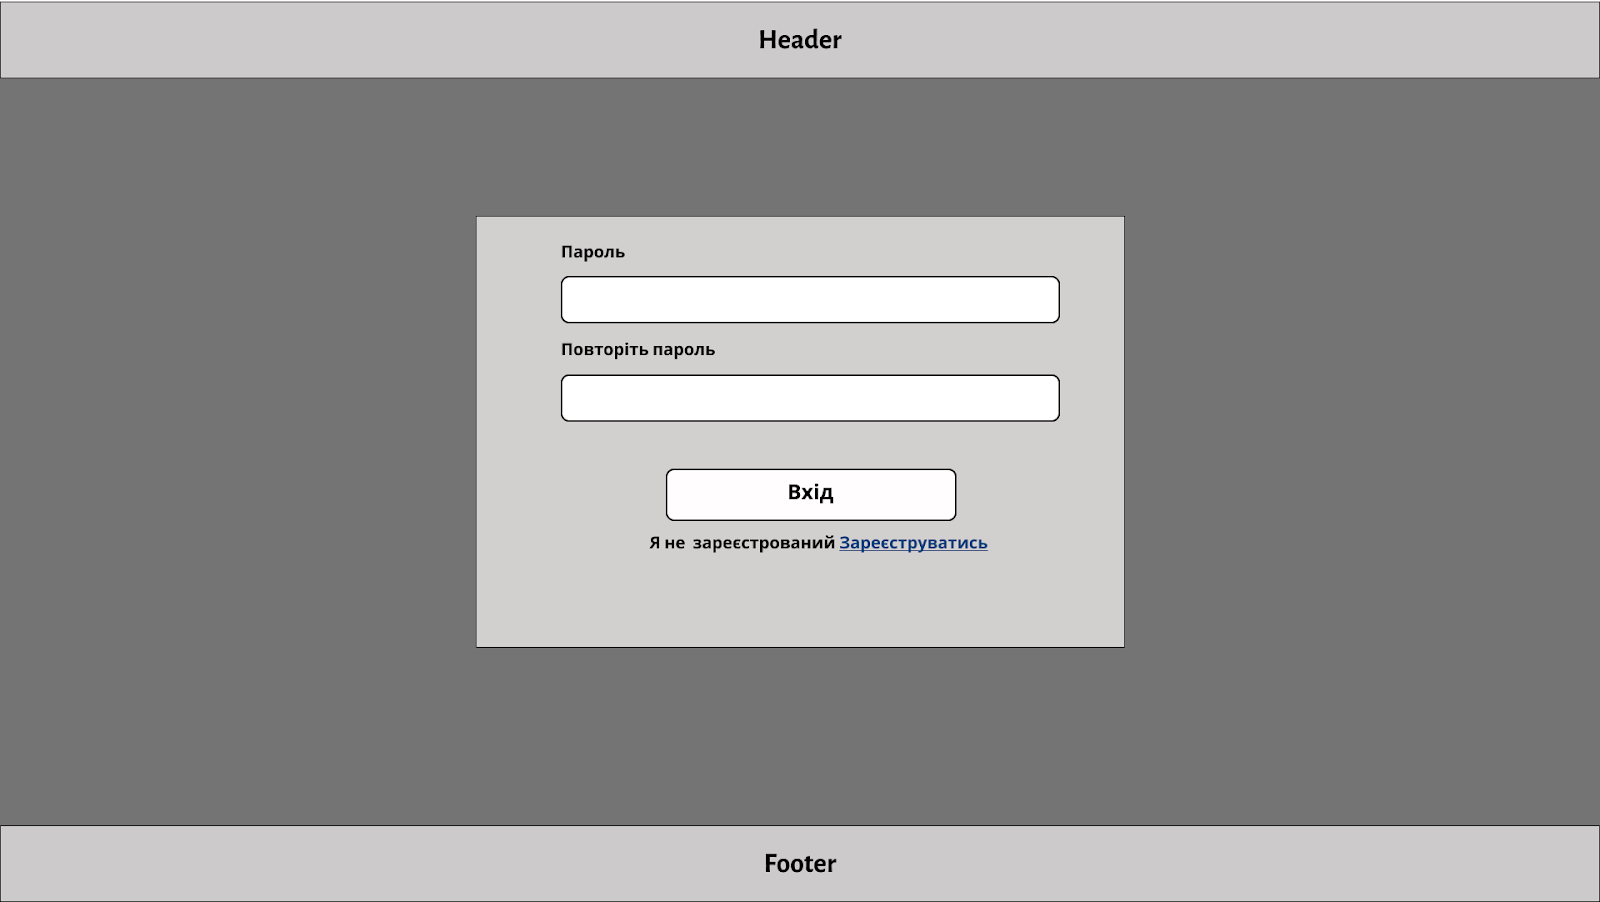 Header
Пароль
Повторіть пароль
Вхід
Я не зареєстрований Зареєструватись
Footer